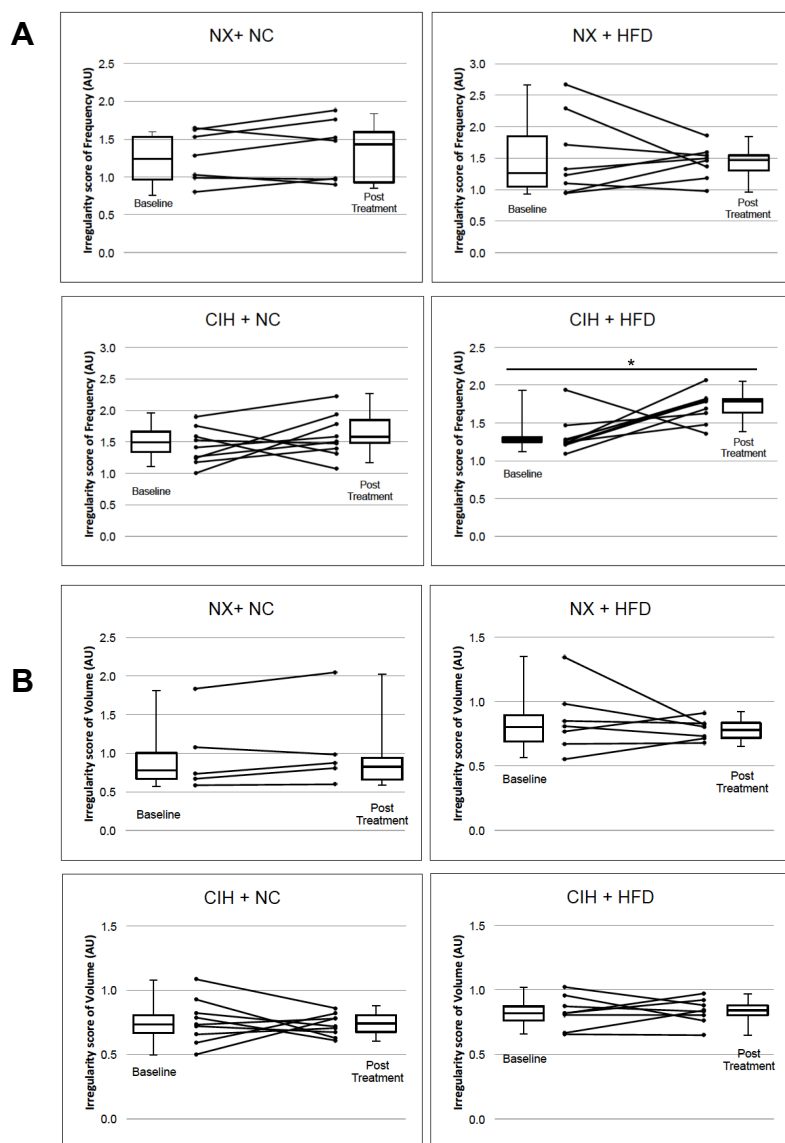 A
NX+ NC
Irregularity score of Frequency (AU)
2.5
2.0
1.5
1.0
0.5
0.0
Baseline
Post
Treatment
NX + HFD
Irregularity score of Frequency (AU)
3.0
2.5
2.0
1.5
1.0
0.5
0.0
Baseline
Post
Treatment
CIH + NC
Irregularity score of Frequency (AU)
3.0
2.5
2.0
1.5
1.0
0.5
0.0
Baseline
Post
Treatment
CIH + HFD
Irregularity score of Frequency (AU)
2.5
2.0
1.5
1.0
0.5
0.0
*
Baseline
Post
Treatment
B
NX+ NC
Irregularity score of Volume (AU)
2.5
2.0
1.5
1.0
0.5
0.0
Baseline
Post
Treatment
NX + HFD
Irregularity score of Volume (AU)
1.5
1.0
0.5
0.0
Baseline
Post
Treatment
CIH + NC
Irregularity score of Volume (AU)
1.5
1.0
0.5
0.0
Baseline
Post
Treatment
CIH + HFD
Irregularity score of Volume (AU)
1.5
1.0
0.5
0.0
Baseline
Post
Treatment